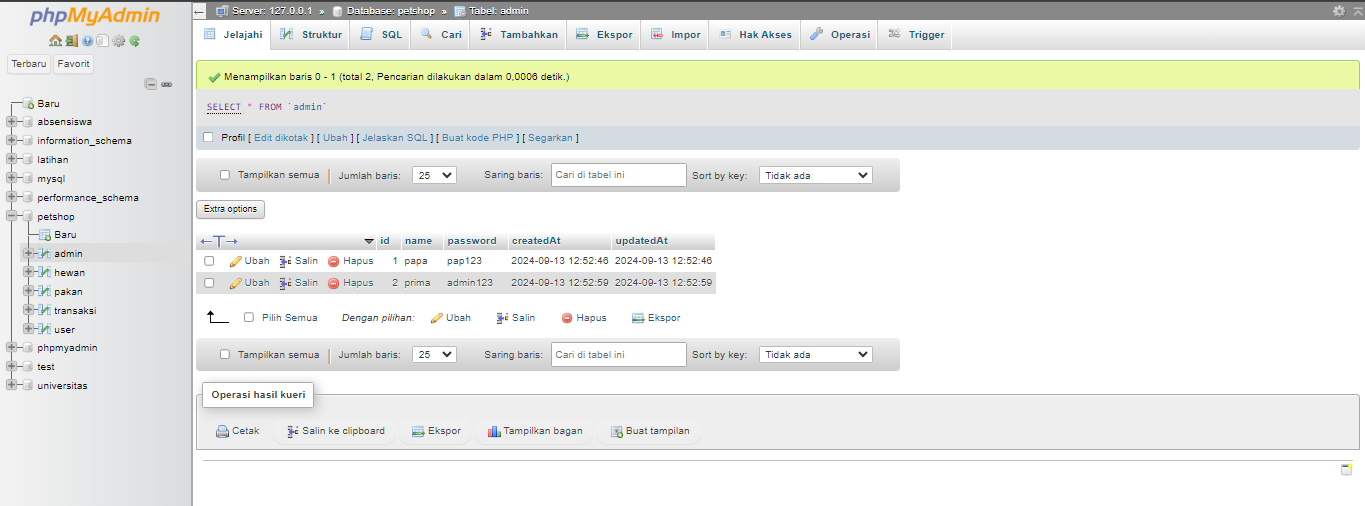 phpMyAdmin
Terbaru Favorit
Baru
absensiswa
information_schema
latihan
mysql
performance_schema
petshop
Baru
admin
hewan
pakan
transaksi
user
phpmyadmin
test
universitas
Server: 127.0.0.1 » Database: petshop » Tabel: admin
Jelajahi Struktur SQL Cari Tambahkan Ekspor Impor Hak Akses Operasi Trigger
Menampilkan baris 0 - 1 (total 2, Pencarian dilakukan dalam 0,0006 detik.)
SELECT * FROM `admin`
Profil [ Edit dikotak ] [ Ubah ] [ Jelaskan SQL ] [ Buat kode PHP ] [ Segarkan ]
Tampilkan semua Jumlah baris: 25 Saring baris: Cari di tabel ini Sort by key: Tidak ada
Extra options
←T→ id name password createdAt updatedAt
Ubah Salin Hapus 1 papa pap123 2024-09-13 12:52:46 2024-09-13 12:52:46
Ubah Salin Hapus 2 prima admin123 2024-09-13 12:52:59 2024-09-13 12:52:59
Pilih Semua Dengan pilihan: Ubah Salin Hapus Ekspor
Tampilkan semua Jumlah baris: 25 Saring baris: Cari di tabel ini Sort by key: Tidak ada
Operasi hasil kueri
Cetak Salin ke clipboard Ekspor Tampilkan bagan Buat tampilan